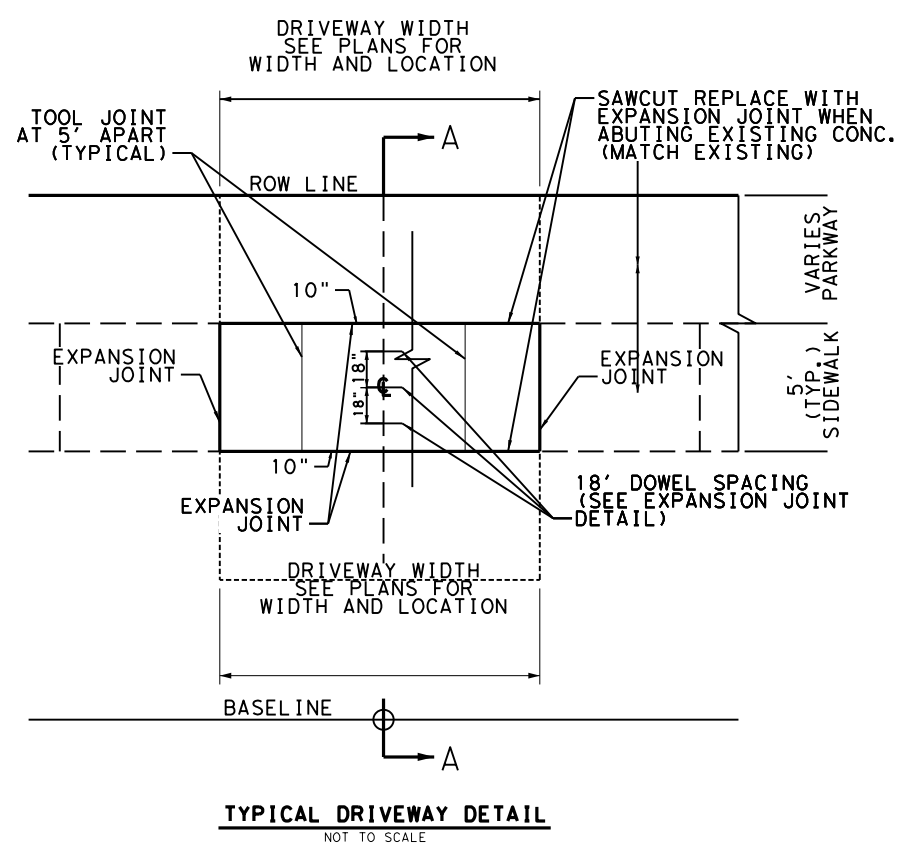 DRIVEWAY WIDTH
SEE PLANS FOR
WIDTH AND LOCATION
TOOL JOINT
AT 5' APART
(TYPICAL)
A
SAWCUT REPLACE WITH
EXPANSION JOINT WHEN
ABUTING EXISTING CONC.
(MATCH EXISTING)
ROW LINE
VARIES
PARKWAY
10"
EXPANSION
JOINT
18"
18"
℄
EXPANSION
JOINT
5'
(TYP.)
SIDEWALK
10"
EXPANSION
JOINT
18' DOWEL SPACING
(SEE EXPANSION JOINT
DETAIL)
DRIVEWAY WIDTH
SEE PLANS FOR
WIDTH AND LOCATION
BASELINE
A
TYPICAL DRIVEWAY DETAIL
NOT TO SCALE